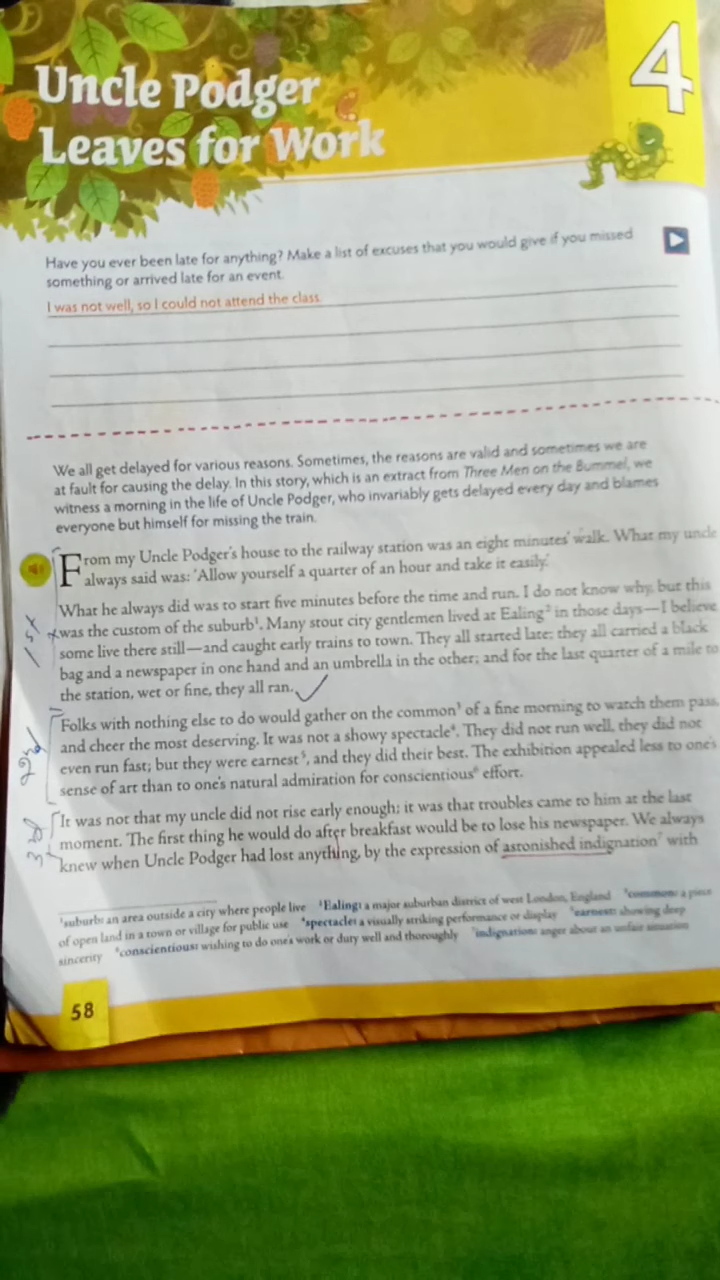 Uncle Podger
Leaves for Work
4
Have you ever been late for anything? Make a list of excuses that you would give if you missed
something or arrived late for an event.
I was not well, so I could not attend the class
We all get delayed for various reasons. Sometimes, the reasons are valid and sometimes we are
at fault for causing the delay. In this story, which is an extract from Three Men on the Bummel, we
witness a morning in the life of Uncle Podger, who invariably gets delayed every day and blames
everyone but himself for missing the train.
From my Uncle Podger's house to the railway station was an eight minutes' walk. What my uncle
always said was: 'Allow yourself a quarter of an hour and take it easily.'
What he always did was to start five minutes before the time and run. I do not know why, but this
1st was the custom of the suburb¹. Many stout city gentlemen lived at Ealing² in those days—I believe
some live there still—and caught early trains to town. They all started late; they all carried a black
bag and a newspaper in one hand and an umbrella in the other; and for the last quarter of a mile to
the station, wet or fine, they all ran.
Folks with nothing else to do would gather on the common³ of a fine morning to watch them pass
2nd and cheer the most deserving. It was not a showy spectacle⁴. They did not run well, they did not
even run fast; but they were earnest⁵, and they did their best. The exhibition appealed less to one's
sense of art than to one's natural admiration for conscientious⁶ effort.
It was not that my uncle did not rise early enough; it was that troubles came to him at the last
3rd moment. The first thing he would do after breakfast would be to lose his newspaper. We always
knew when Uncle Podger had lost anything, by the expression of astonished indignation⁷ with
¹suburb: an area outside a city where people live ²Ealing: a major suburban district of west London, England ³common: a piece
of open land in a town or village for public use ⁴spectacle: a visually striking performance or display ⁵earnest: showing deep
sincerity ⁶conscientious: wishing to do one's work or duty well and thoroughly ⁷indignation: anger about an unfair situation
58